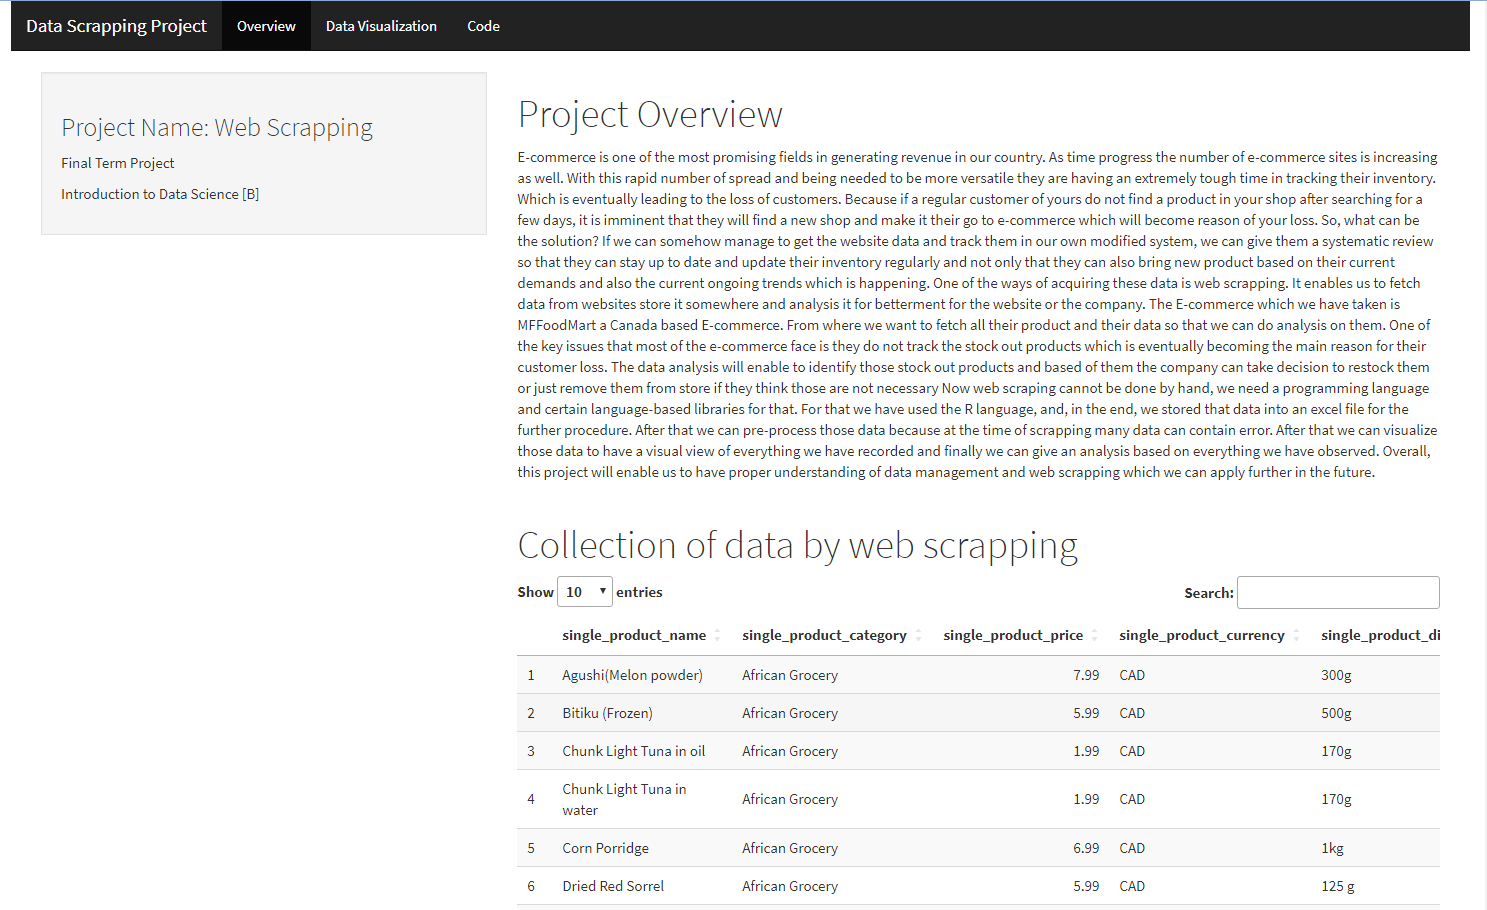 Data Scrapping Project Overview Data Visualization Code
Project Name: Web Scrapping
Final Term Project
Introduction to Data Science [B]
Project Overview
E-commerce is one of the most promising fields in generating revenue in our country. As time progress the number of e-commerce sites is increasing
as well. With this rapid number of spread and being needed to be more versatile they are having an extremely tough time in tracking their inventory.
Which is eventually leading to the loss of customers. Because if a regular customer of yours do not find a product in your shop after searching for a
few days, it is imminent that they will find a new shop and make it their go to e-commerce which will become reason of your loss. So, what can be
the solution? If we can somehow manage to get the website data and track them in our own modified system, we can give them a systematic review
so that they can stay up to date and update their inventory regularly and not only that they can also bring new product based on their current
demands and also the current ongoing trends which is happening. One of the ways of acquiring these data is web scrapping. It enables us to fetch
data from websites store it somewhere and analysis it for betterment for the website or the company. The E-commerce which we have taken is
MFFoodMart a Canada based E-commerce. From where we want to fetch all their product and their data so that we can do analysis on them. One of
the key issues that most of the e-commerce face is they do not track the stock out products which is eventually becoming the main reason for their
customer loss. The data analysis will enable to identify those stock out products and based of them the company can take decision to restock them
or just remove them from store if they think those are not necessary Now web scraping cannot be done by hand, we need a programming language
and certain language-based libraries for that. For that we have used the R language, and, in the end, we stored that data into an excel file for the
further procedure. After that we can pre-process those data because at the time of scrapping many data can contain error. After that we can visualize
those data to have a visual view of everything we have recorded and finally we can give an analysis based on everything we have observed. Overall,
this project will enable us to have proper understanding of data management and web scrapping which we can apply further in the future.
Collection of data by web scrapping
Show 10 entries Search:
single_product_name single_product_category single_product_price single_product_currency single_product_di
1 Agushi(Melon powder) African Grocery 7.99 CAD 300g
2 Bitiku (Frozen) African Grocery 5.99 CAD 500g
3 Chunk Light Tuna in oil African Grocery 1.99 CAD 170g
4 Chunk Light Tuna in water African Grocery 1.99 CAD 170g
5 Corn Porridge African Grocery 6.99 CAD 1kg
6 Dried Red Sorrel African Grocery 5.99 CAD 125 g